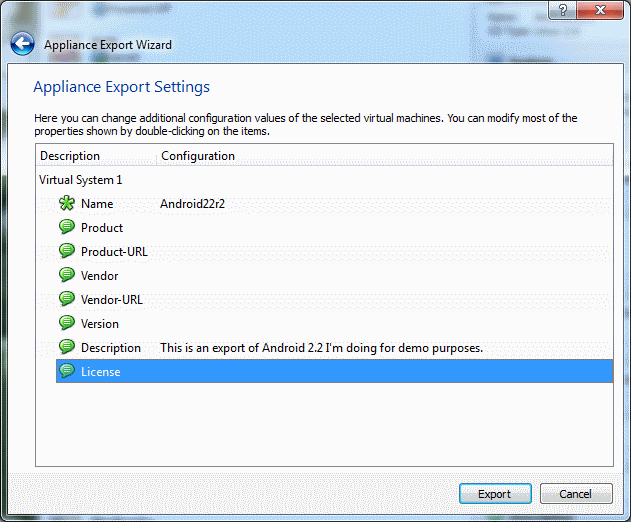 ?
Appliance Export Wizard
Appliance Export Settings
Here you can change additional configuration values of the selected virtual machines. You can modify most of the
properties shown by double-clicking on the items.
Description Configuration
Virtual System 1
Name Android22r2
Product
Product-URL
Vendor
Vendor-URL
Version
Description This is an export of Android 2.2 I'm doing for demo purposes.
License
Export Cancel